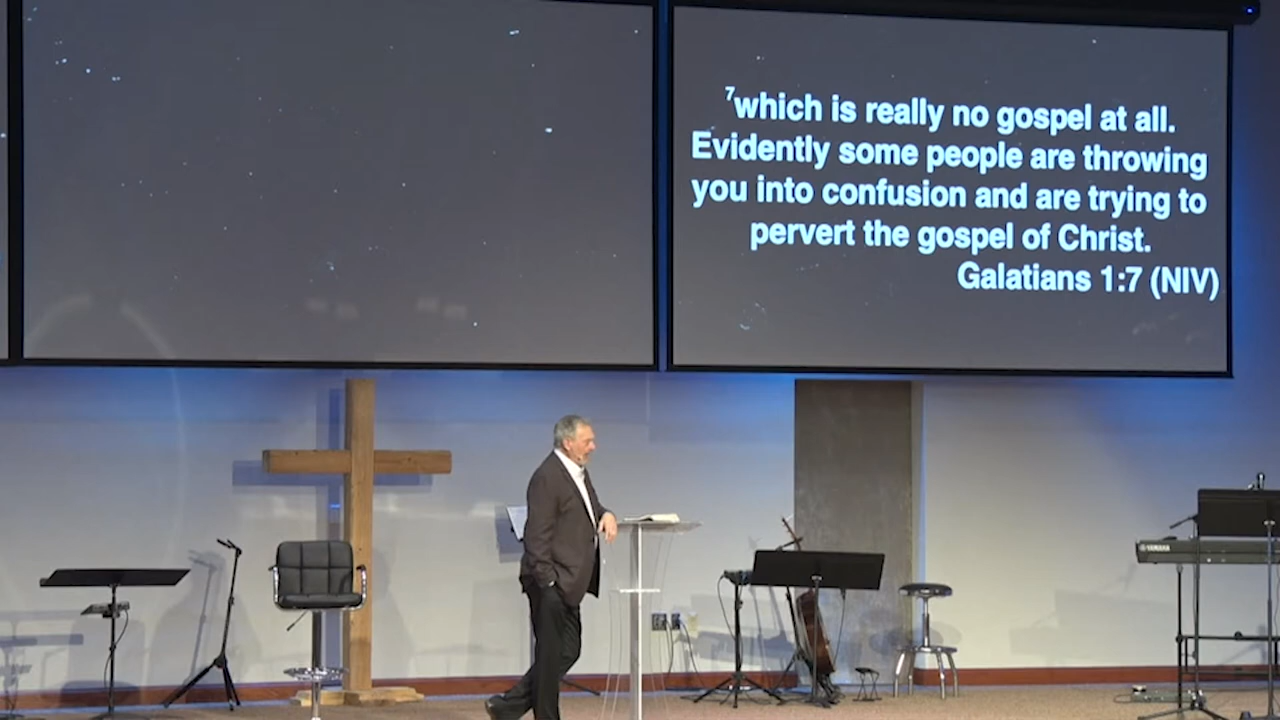 ⁷which is really no gospel at all.
Evidently some people are throwing
you into confusion and are trying to
pervert the gospel of Christ.
Galatians 1:7 (NIV)
YAMAHA